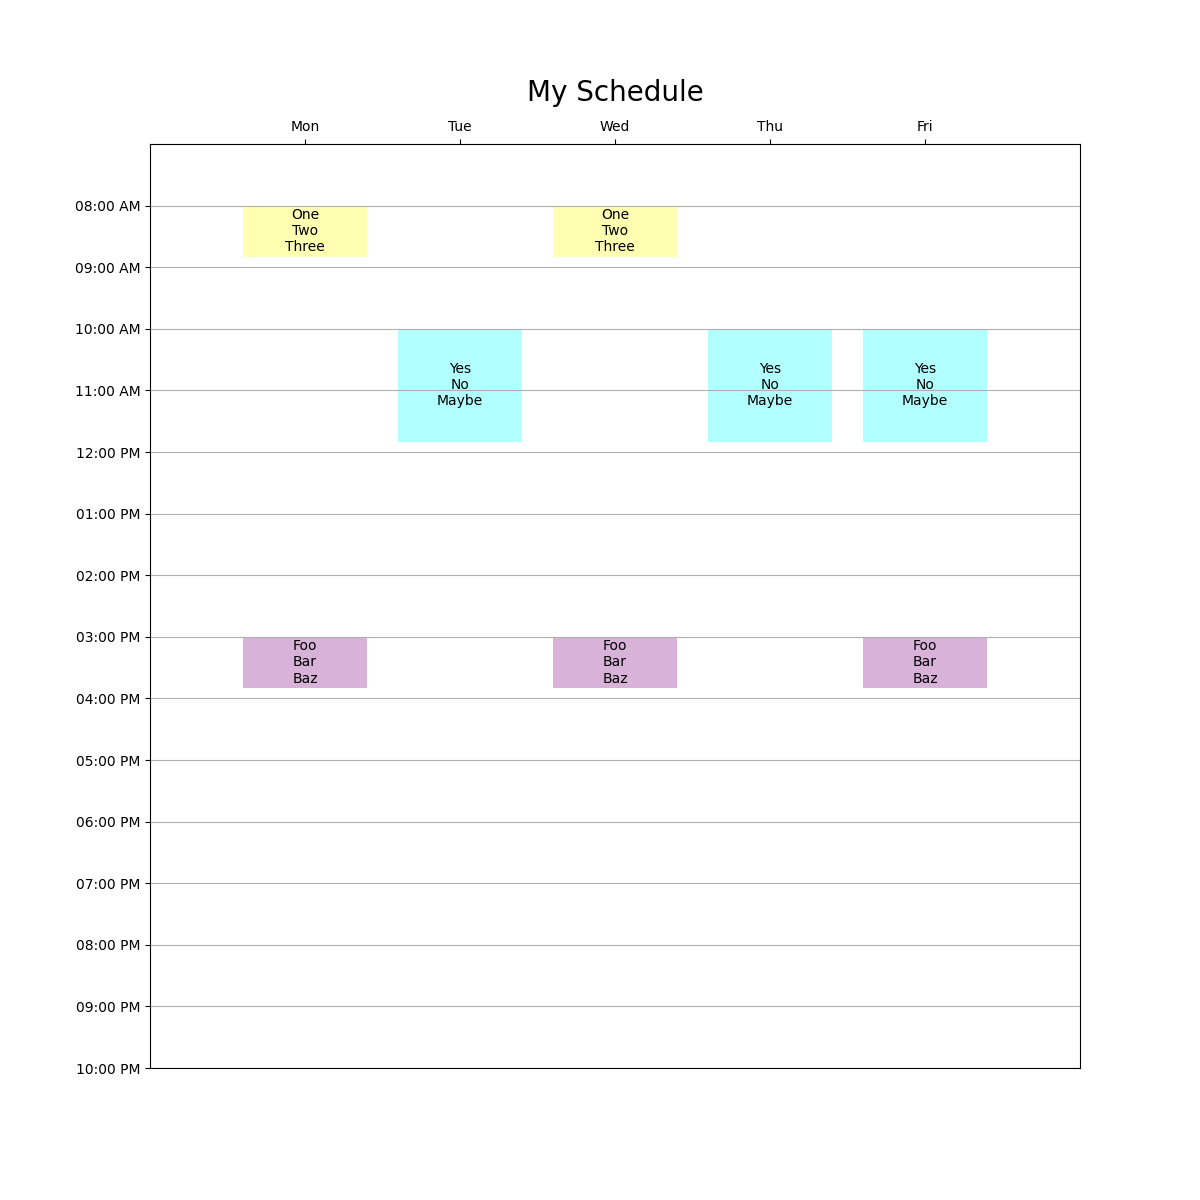 My Schedule
Mon Tue Wed Thu Fri
08:00 AM
One One
Two Two
Three Three
09:00 AM
10:00 AM
Yes Yes Yes
No No No
11:00 AM
Maybe Maybe Maybe
12:00 PM
01:00 PM
02:00 PM
03:00 PM
Foo Foo Foo
Bar Bar Bar
Baz Baz Baz
04:00 PM
05:00 PM
06:00 PM
07:00 PM
08:00 PM
09:00 PM
10:00 PM